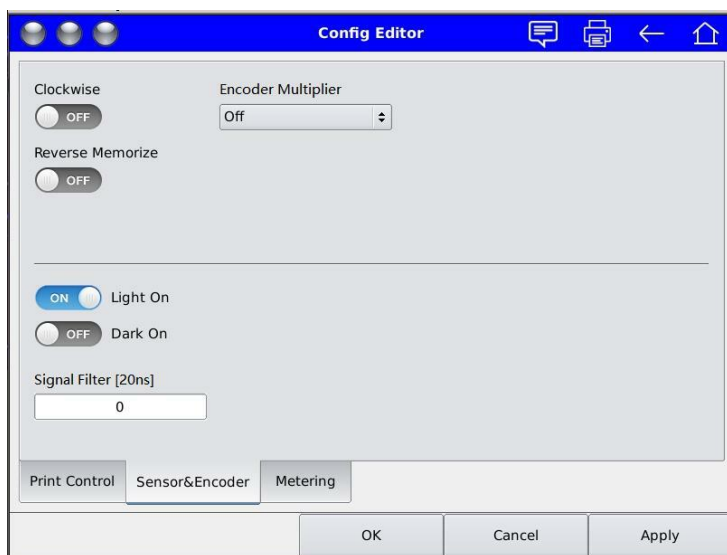 Config Editor
Clockwise
OFF
Encoder Multiplier
Off
Reverse Memorize
OFF
ON Light On
OFF Dark On
Signal Filter [20ns]
0
Print Control Sensor&Encoder Metering
OK Cancel Apply